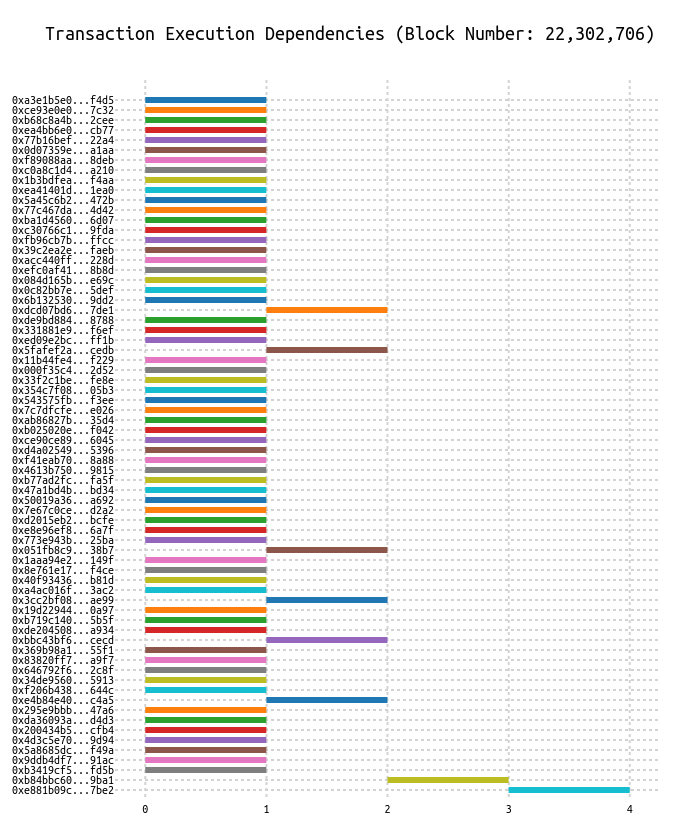 Transaction Execution Dependencies (Block Number: 22,302,706)
0xa3e1b5e0...f4d5
0xce93e0e0...7c32
0xb68c8a4b...2cee
0xea4bb6e0...cb77
0x77b16bef...22a4
0x0d07359e...a1aa
0xf89088aa...8deb
0xc0a8c1d4...a210
0x1b3bdfea...f4aa
0xea41401d...1ea0
0x5a45c6b2...472b
0x77c467da...4d42
0xba1d4560...6d07
0xc30766c1...9fda
0xfb96cb7b...ffcc
0x39c2ea2e...faeb
0xacc440ff...228d
0xefc0af41...8b8d
0x084d165b...e69c
0x0c82bb7e...5def
0x6b132530...9dd2
0xdcd07bd6...7de1
0xde9bd884...8788
0x331881e9...f6ef
0xed09e2bc...ff1b
0x5fafef2a...cedb
0x11b44fe4...f229
0x000f35c4...2d52
0x33f2c1be...fe8e
0x354c7f08...05b3
0x543575fb...f3ee
0x7c7dfcfe...e026
0xab86827b...35d4
0xb025020e...f042
0xce90ce89...6045
0xd4a02549...5396
0xf41eab70...8a88
0x4613b750...9815
0xb77ad2fc...fa5f
0x47a1bd4b...bd34
0x50019a36...a692
0x7e67c0ce...d2a2
0xd2015eb2...bcfe
0xe8e96ef8...6a7f
0x773e943b...25ba
0x051fb8c9...38b7
0x1aaa94e2...149f
0x8e761e17...f4ce
0x40f93436...b81d
0xa4ac016f...3ac2
0x3cc2bf08...ae99
0x19d22944...0a97
0xb719c140...5b5f
0xde204508...a934
0xbbc43bf6...cecd
0x369b98a1...55f1
0x83820ff7...a9f7
0x646792f6...2c8f
0x34de9560...5913
0xf206b438...644c
0xe4b84e40...c4a5
0x295e9bbb...47a6
0xda36093a...d4d3
0x200434b5...cfb4
0x4d3c5e70...9d94
0x5a8685dc...f49a
0x9ddb4df7...91ac
0xb3419cf5...fd5b
0xb84bbc60...9ba1
0xe881b09c...7be2
0 1 2 3 4